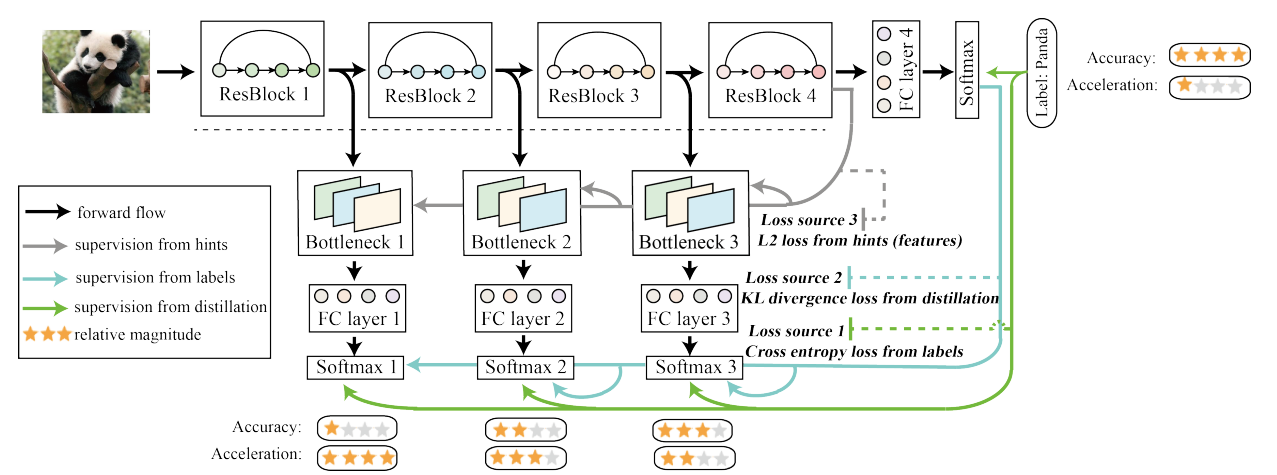 ResBlock 1
ResBlock 2
ResBlock 3
ResBlock 4
FC layer 4
Softmax
Label: Panda
Accuracy:
Acceleration:
forward flow
supervision from hints
supervision from labels
supervision from distillation
relative magnitude
Bottleneck 1
Bottleneck 2
Bottleneck 3
Loss source 3
L2 loss from hints (features)
Loss source 2
KL divergence loss from distillation
Loss source 1
Cross entropy loss from labels
FC layer 1
FC layer 2
FC layer 3
Softmax 1
Softmax 2
Softmax 3
Accuracy:
Acceleration: